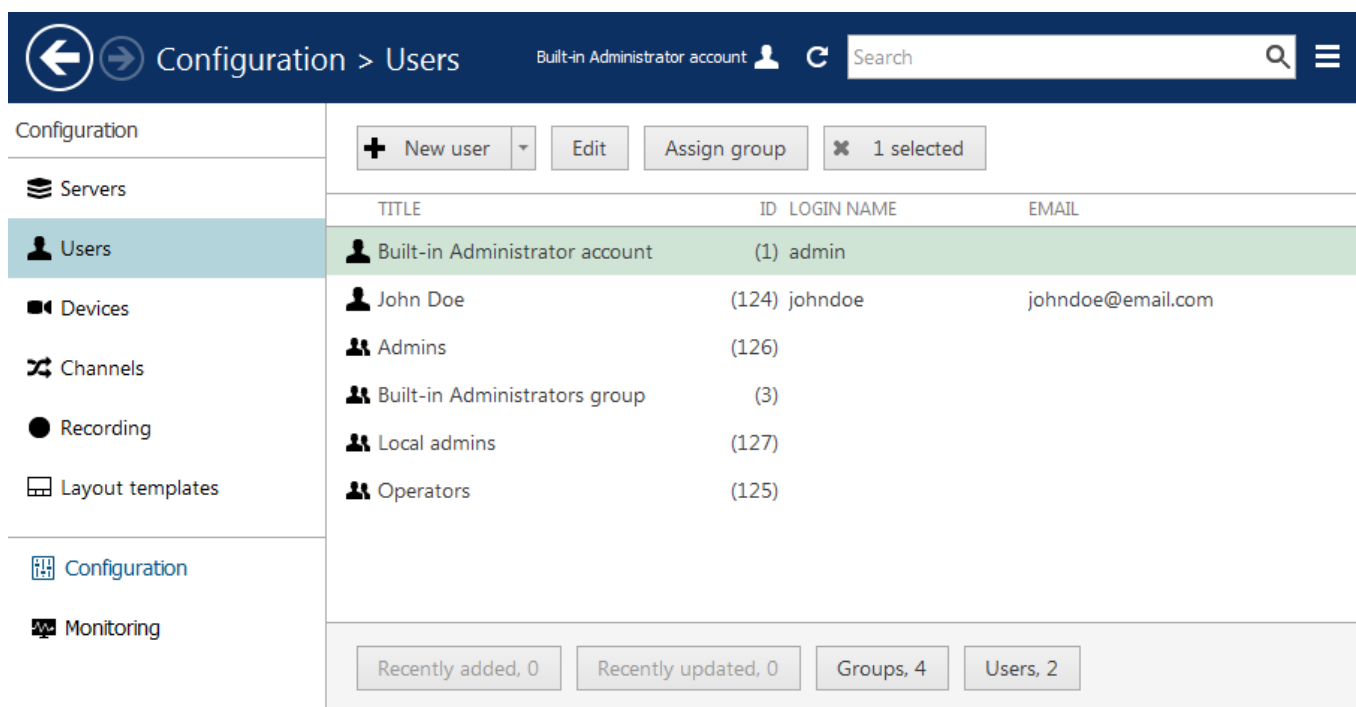 Configuration > Users Built-in Administrator account Search
Configuration
Servers
Users
Devices
Channels
Recording
Layout templates
Configuration
Monitoring
New user Edit Assign group 1 selected
TITLE ID LOGIN NAME EMAIL
Built-in Administrator account (1) admin
John Doe (124) johndoe johndoe@email.com
Admins (126)
Built-in Administrators group (3)
Local admins (127)
Operators (125)
Recently added, 0 Recently updated, 0 Groups, 4 Users, 2